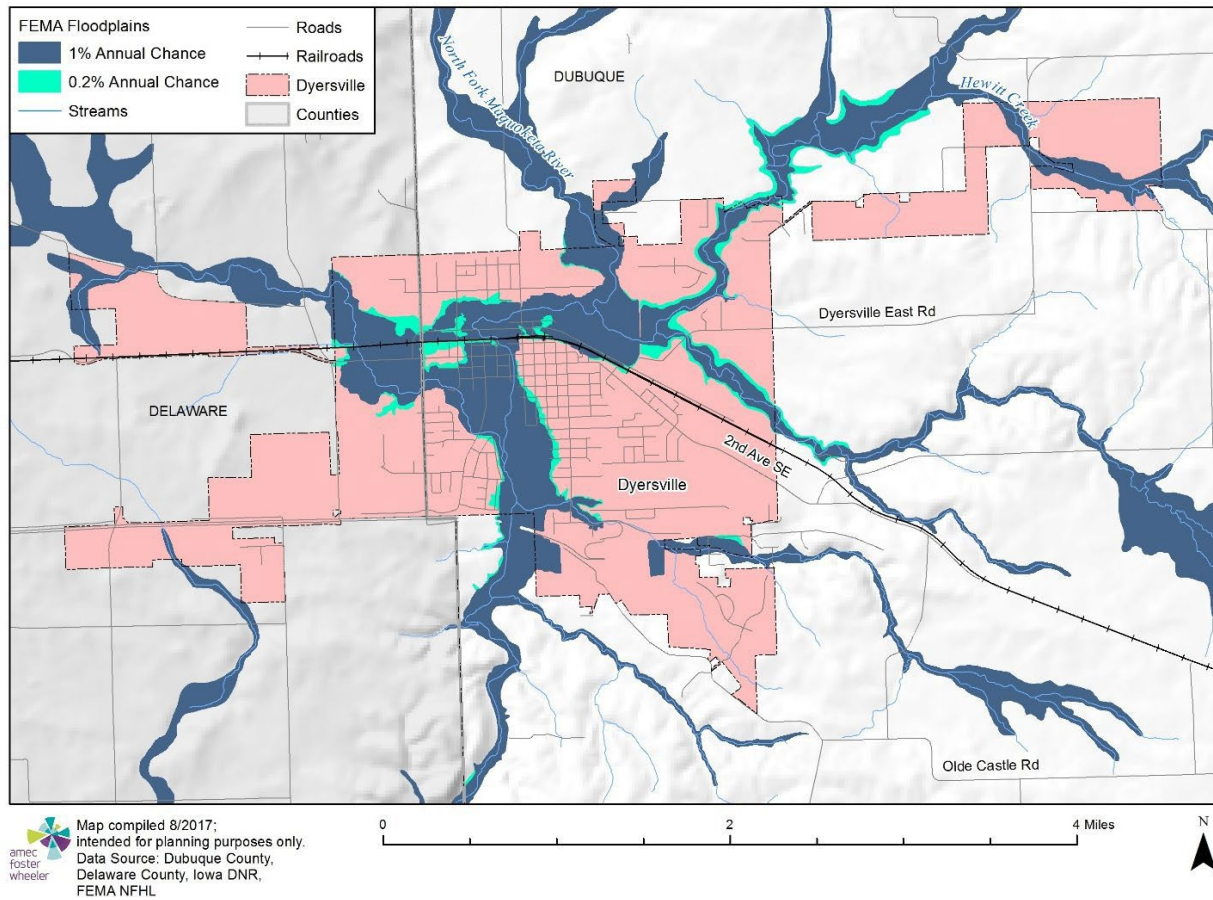 FEMA Floodplains
1% Annual Chance
0.2% Annual Chance
Streams
Roads
Railroads
Dyersville
Counties
North Fork Maquoketa River
DUBUQUE
Hewitt Creek
Dyersville East Rd
DELAWARE
2nd Ave SE
Dyersville
Olde Castle Rd
amec
foster
wheeler
Map compiled 8/2017;
intended for planning purposes only.
Data Source: Dubuque County,
Delaware County, Iowa DNR,
FEMA NFHL
0
2
4 Miles
N